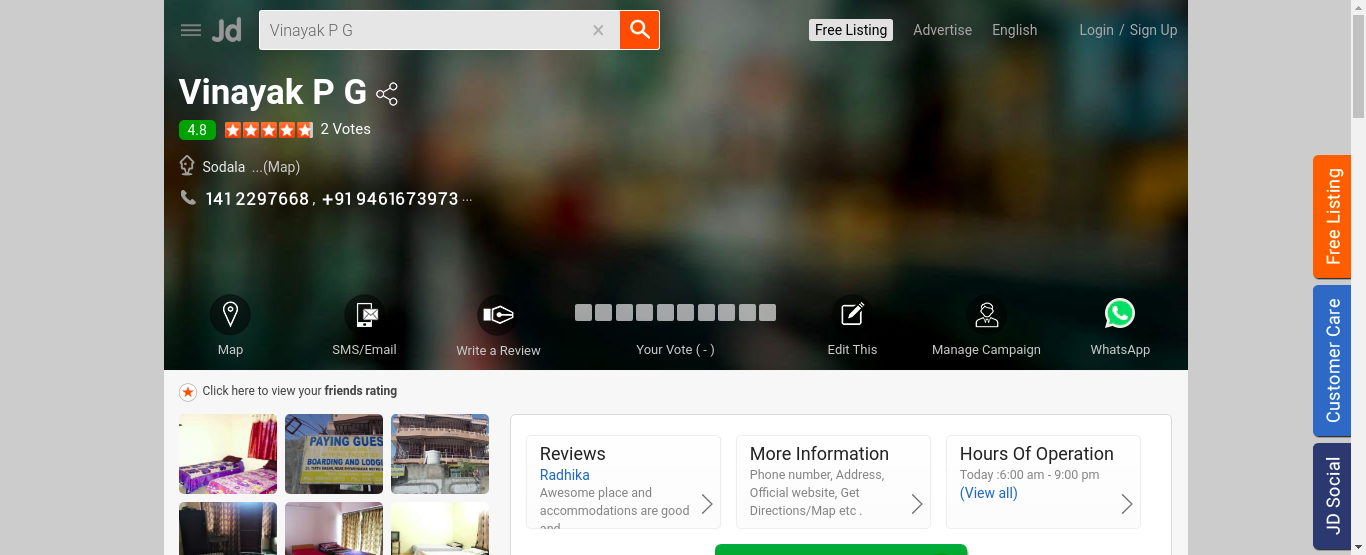 Jd
Vinayak P G
Free Listing
Advertise
English
Login / Sign Up
Vinayak P G
4.8
2 Votes
Sodala ...(Map)
141 2297668 , +91 9461673973 ...
Map
SMS/Email
Write a Review
Your Vote ( - )
Edit This
Manage Campaign
WhatsApp
Click here to view your friends rating
PAYING GUES
BOARDING AND LODG
Reviews
Radhika
Awesome place and
accommodations are good
and
More Information
Phone number, Address,
Official website, Get
Directions/Map etc .
Hours Of Operation
Today :6:00 am - 9:00 pm
(View all)
Free Listing
Customer Care
JD Social